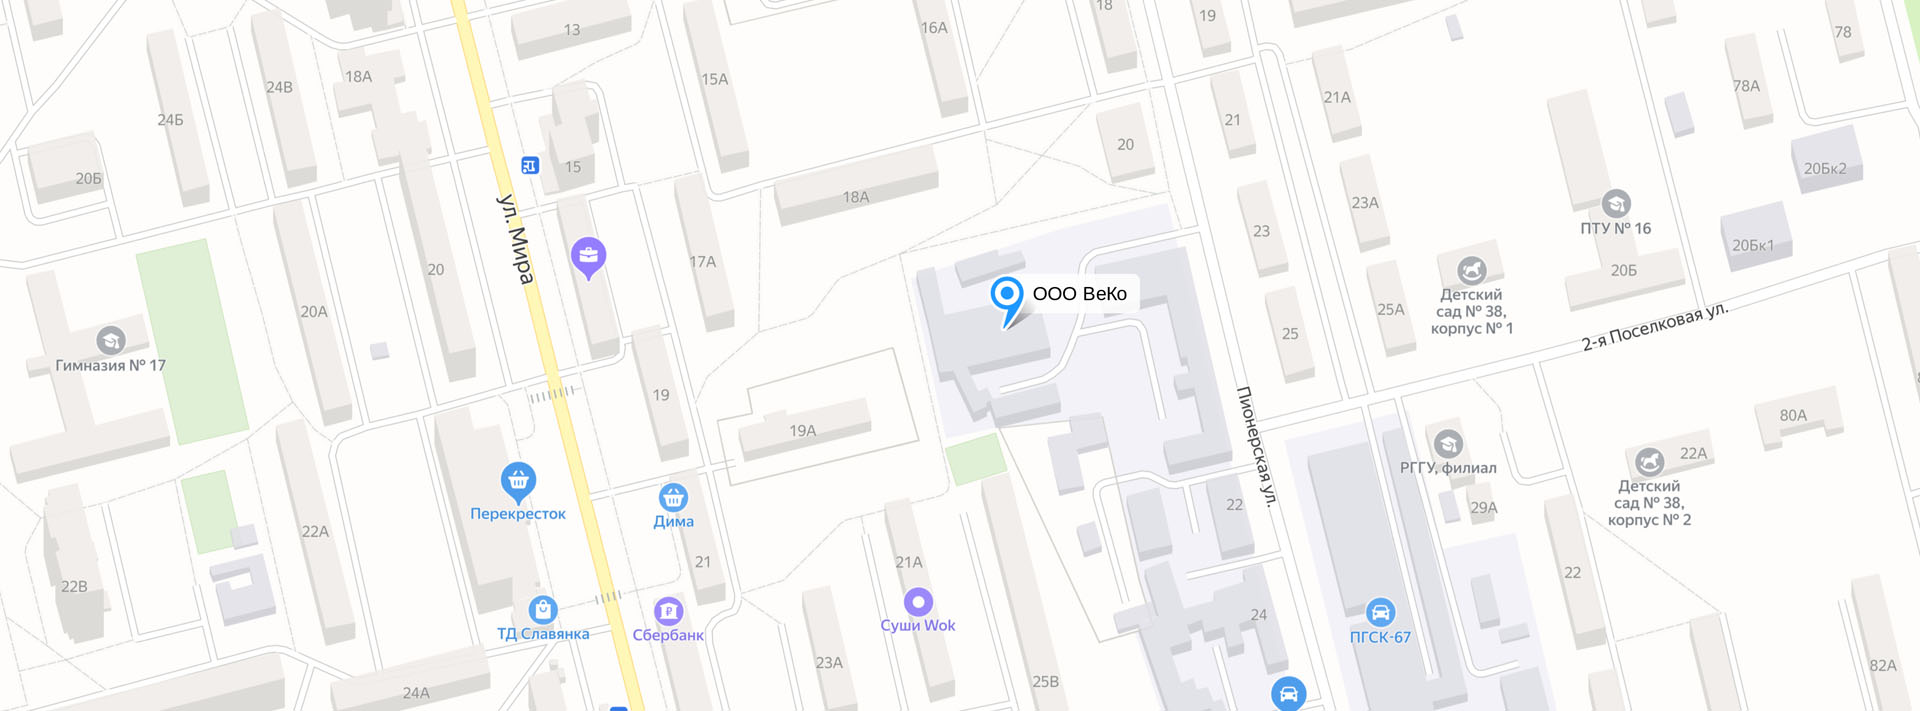 13
16А
18
19
78
18А
24В
15А
78А
21А
24Б
21
20
15
20Бк2
20Б
18А
23А
ул. Мира
ПТУ № 16
23
20Бк1
17А
20
20Б
ООО ВеКо
Детский
сад № 38,
корпус № 1
20А
25А
25
2-я Поселковая ул.
Гимназия № 17
19
Пионерская ул.
19А
80А
22А
РГГУ, филиал
Детский
сад № 38,
корпус № 2
Перекресток
Дима
22
29А
22А
21
21А
22
22В
24
Суши Wok
ТД Славянка
Сбербанк
ПГСК-67
23А
82А
25В
24А